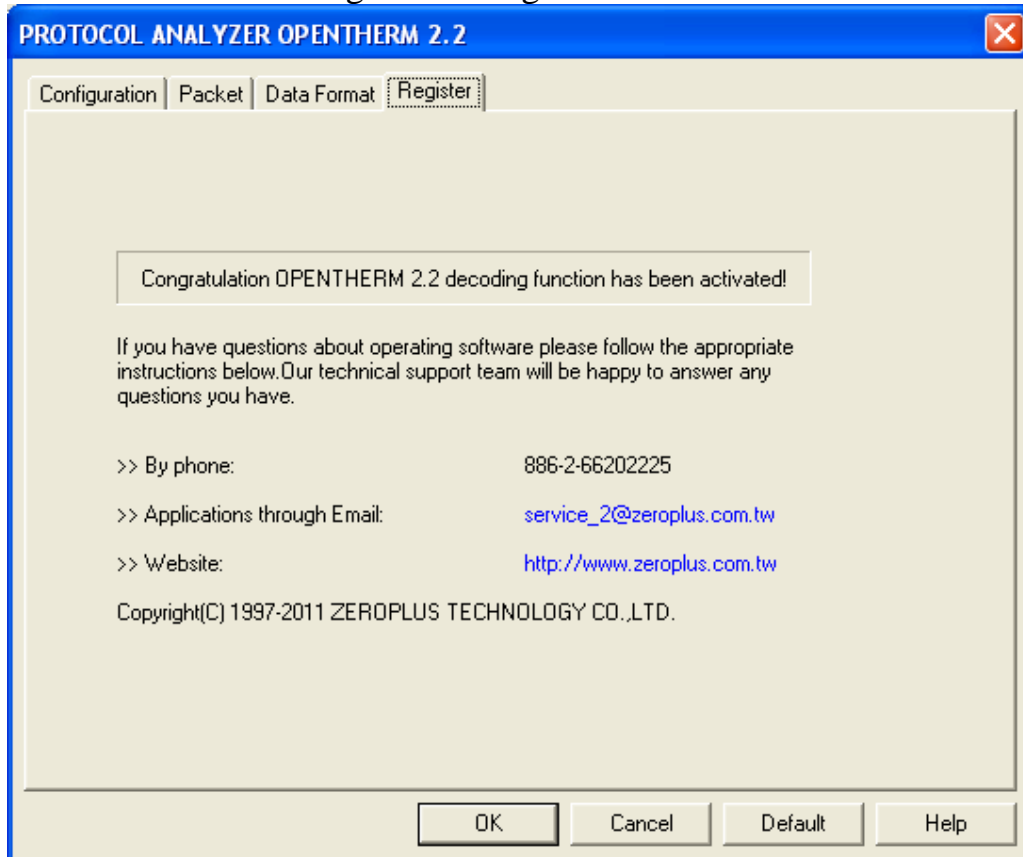 PROTOCOL ANALYZER OPENTHERM 2.2
Configuration Packet Data Format Register
Congratulation OPENTHERM 2.2 decoding function has been activated!
If you have questions about operating software please follow the appropriate
instructions below.Our technical support team will be happy to answer any
questions you have.
>> By phone: 886-2-66202225
>> Applications through Email: service_2@zeroplus.com.tw
>> Website: http://www.zeroplus.com.tw
Copyright(C) 1997-2011 ZEROPLUS TECHNOLOGY CO.,LTD.
OK Cancel Default Help